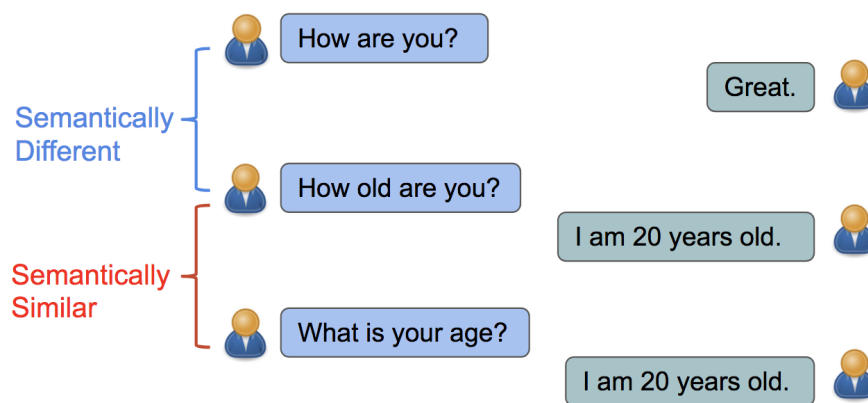 How are you?
Great.
Semantically
Different
How old are you?
I am 20 years old.
Semantically
Similar
What is your age?
I am 20 years old.